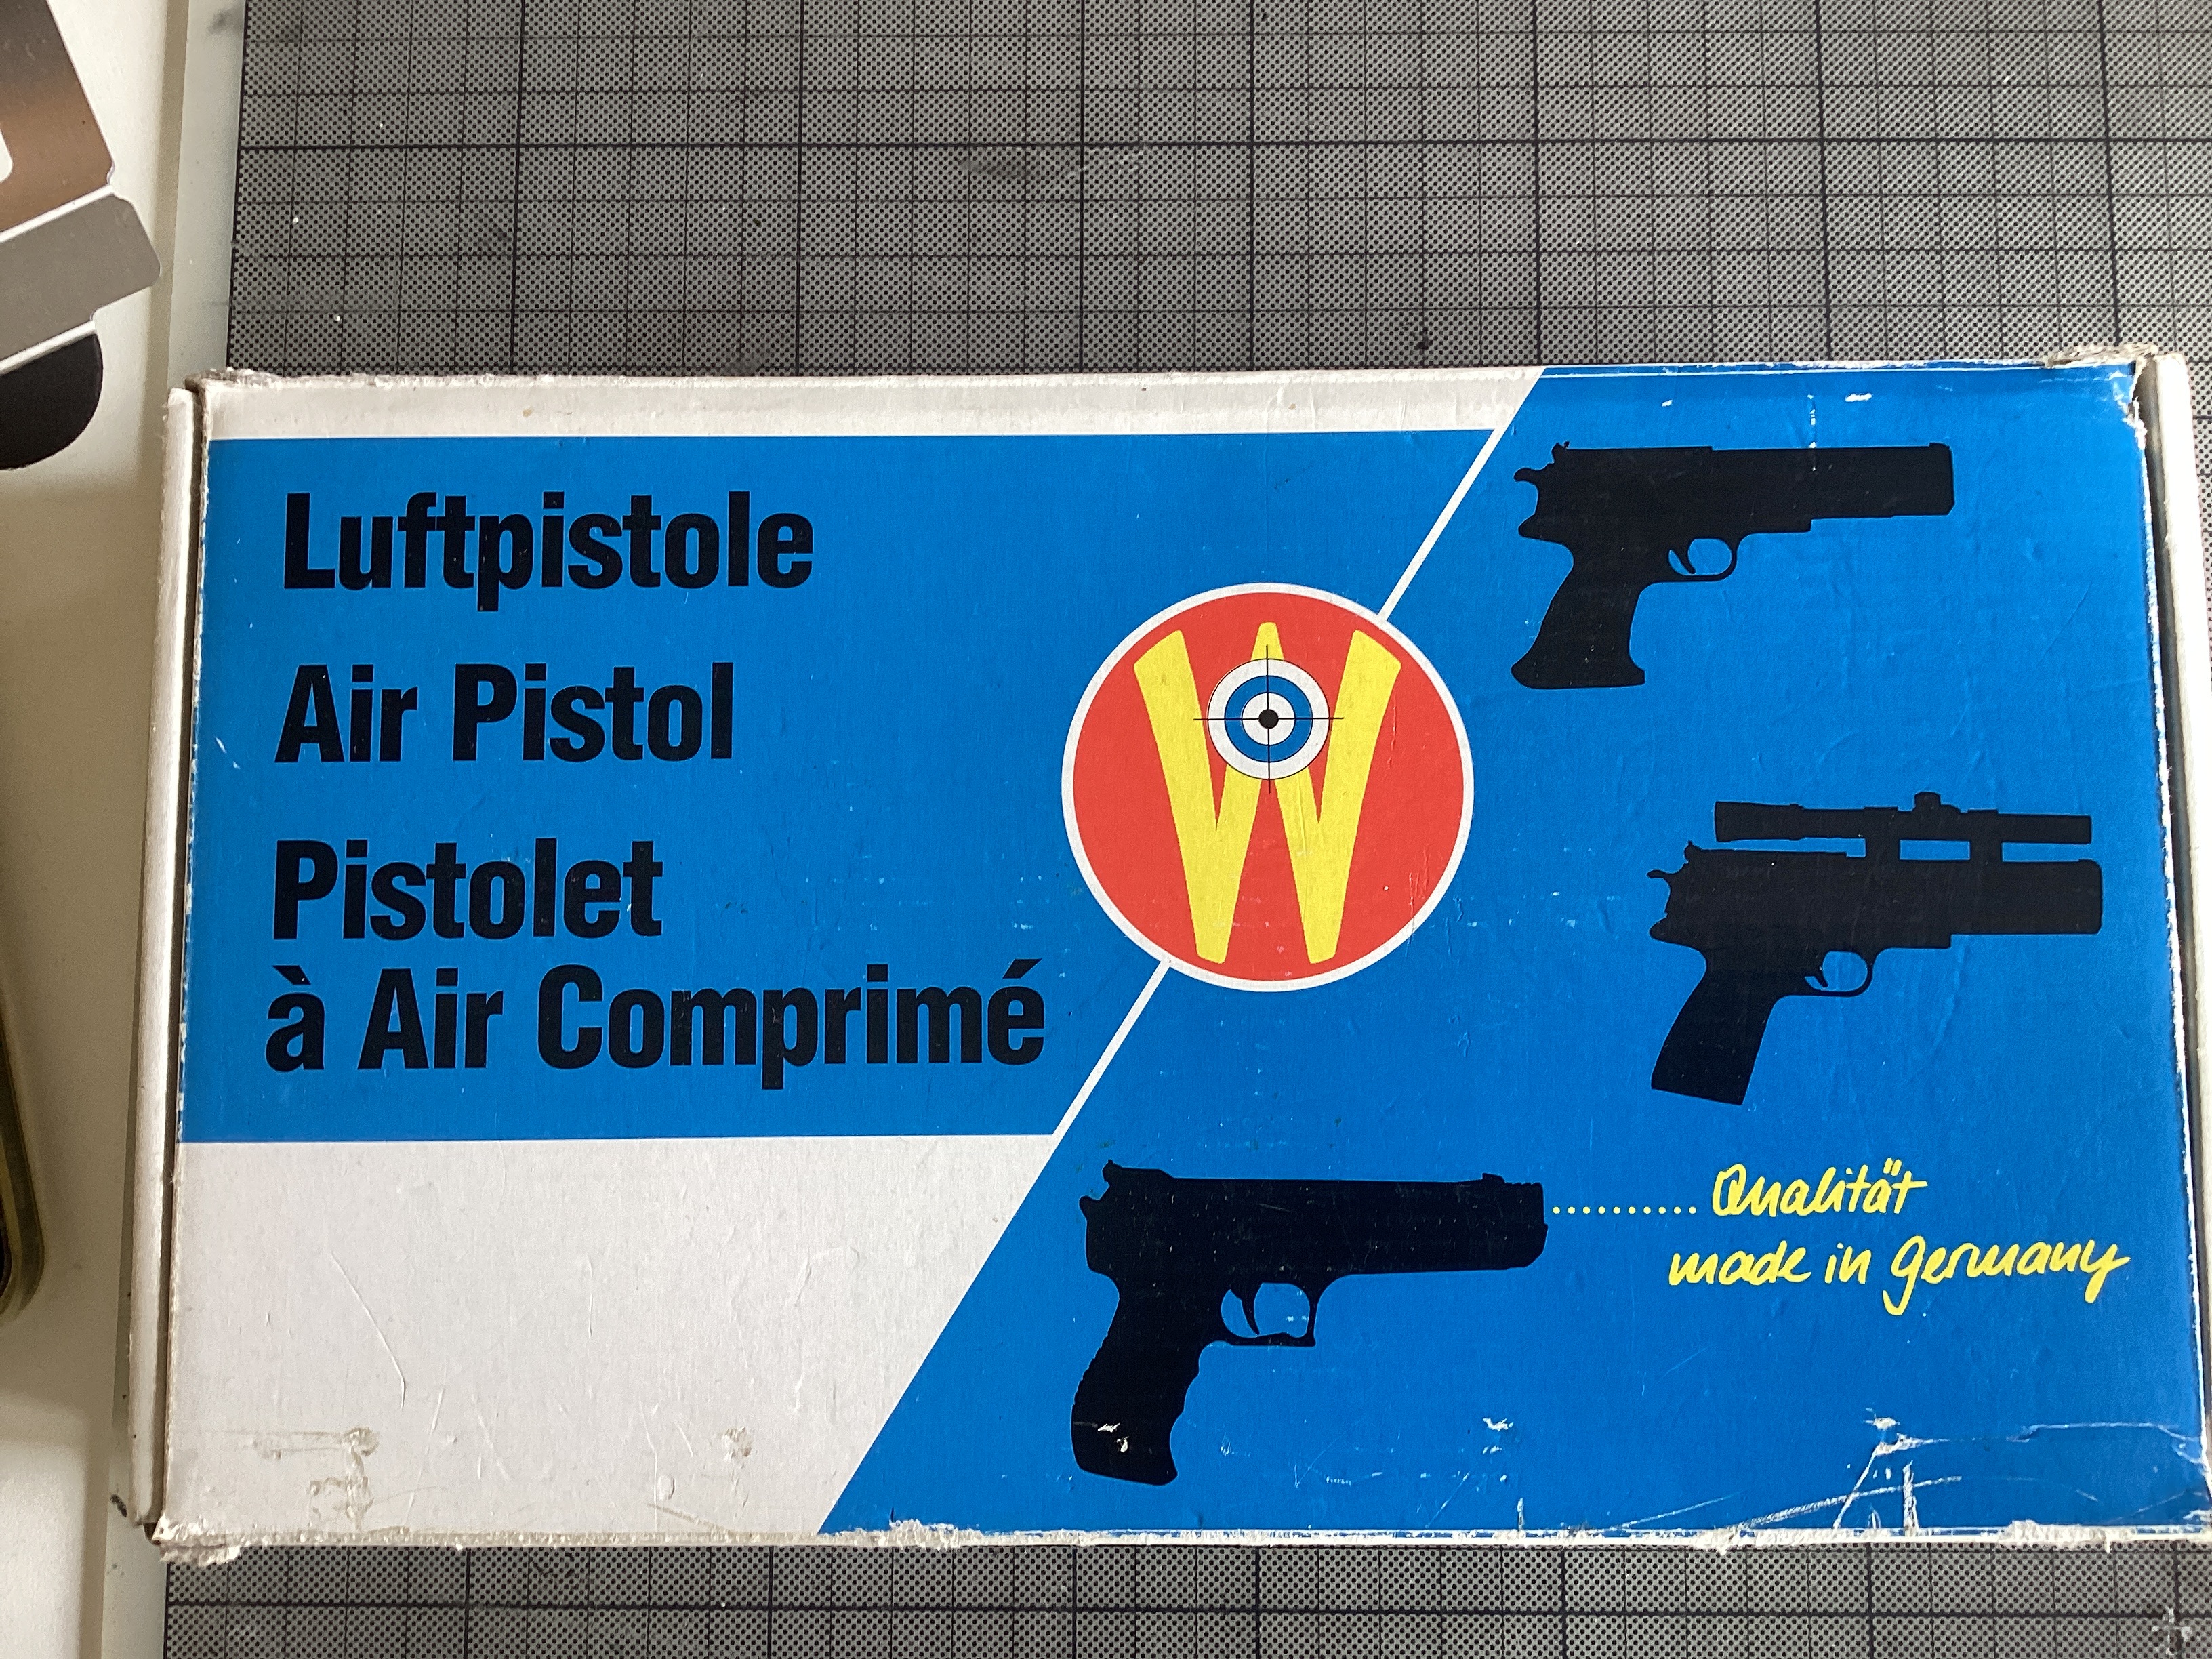 Luftpistole
Air Pistol
Pistolet
à Air Comprimé
W
Qualität
made in germany